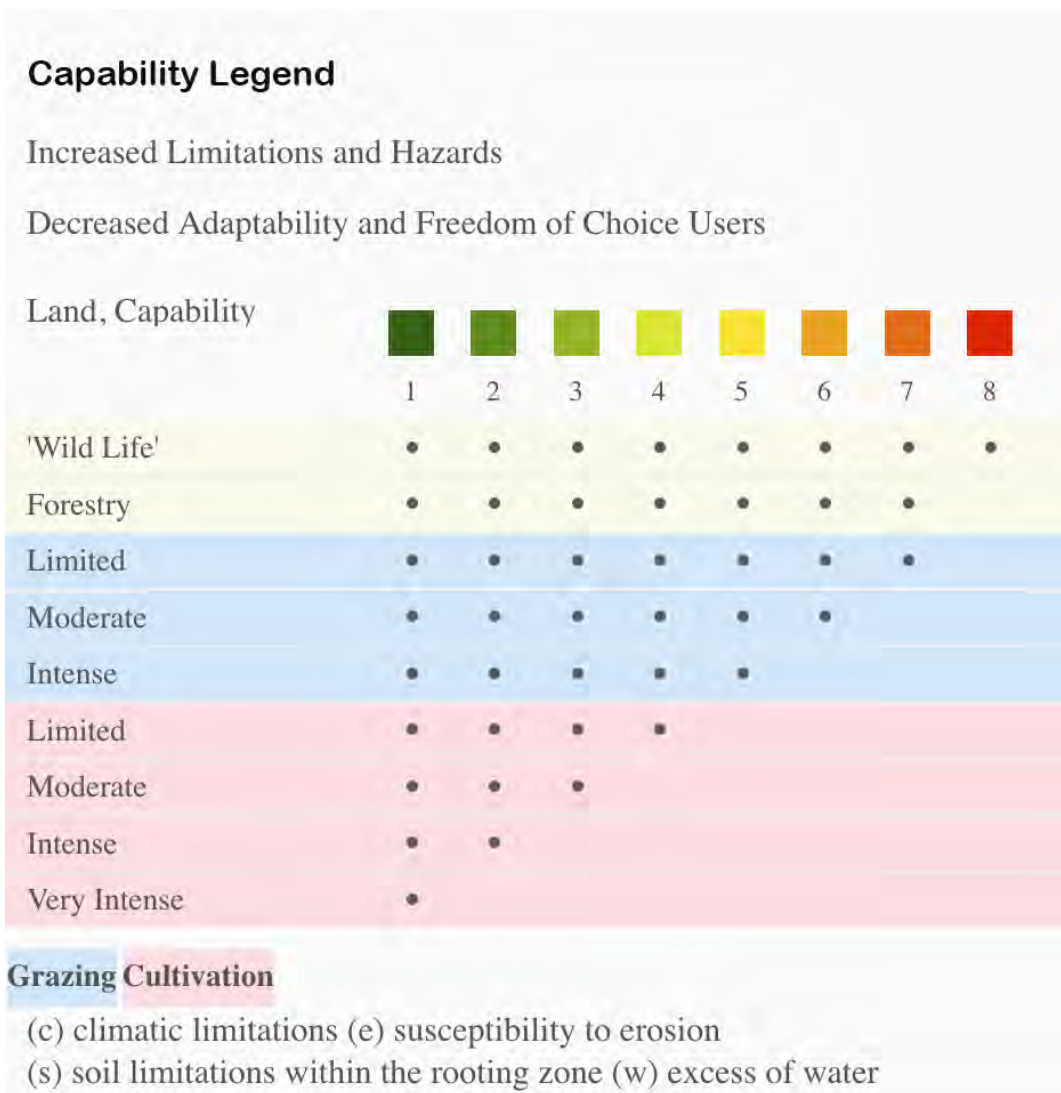 Capability Legend
Increased Limitations and Hazards
Decreased Adaptability and Freedom of Choice Users
Land, Capability
1 2 3 4 5 6 7 8
'Wild Life'
Forestry
Limited
Moderate
Intense
Limited
Moderate
Intense
Very Intense
Grazing Cultivation
(c) climatic limitations (e) susceptibility to erosion
(s) soil limitations within the rooting zone (w) excess of water